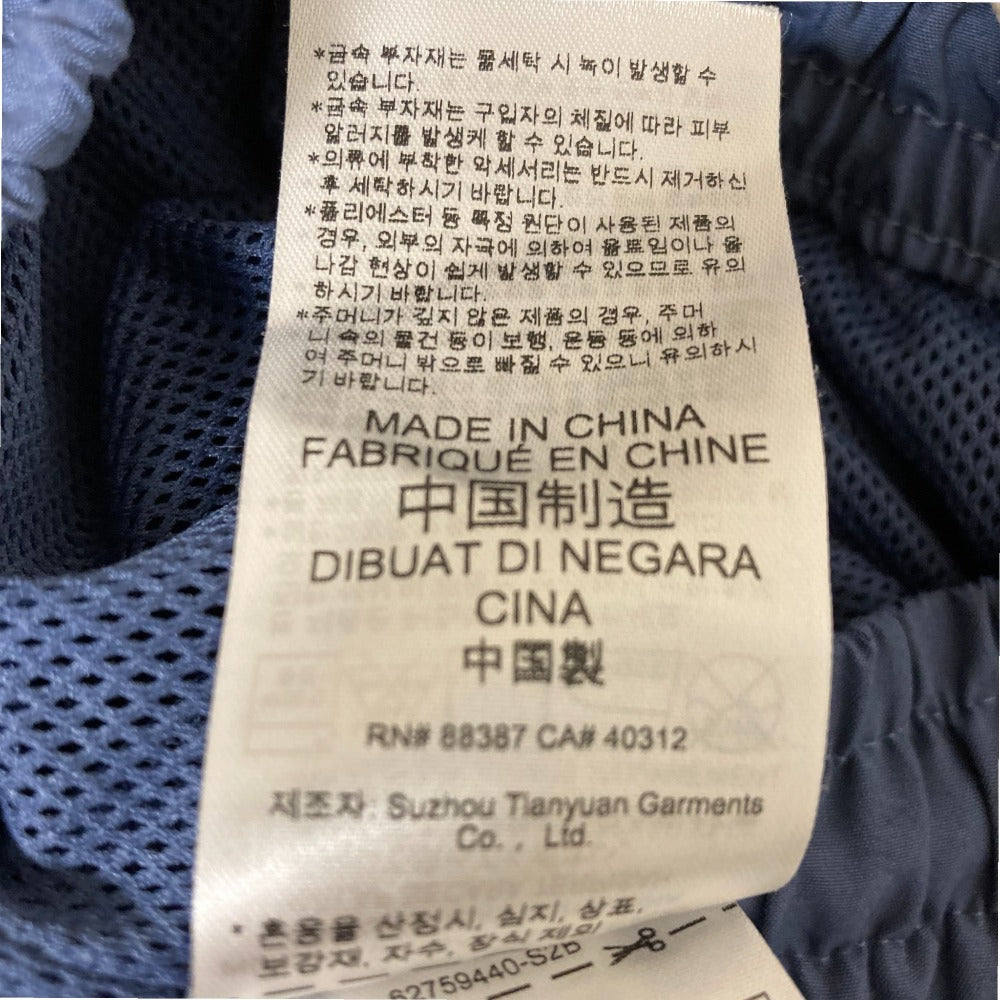 *금속 부자재는 물세탁 시 녹이 발생할 수
있습니다.
*금속 부자재는 구입자의 체질에 따라 피부
알러지를 발생케 할 수 있습니다.
*의류에 부착한 악세서리는 반드시 제거하신
후 세탁하시기 바랍니다.
*폴리에스터 등 특정 원단이 사용된 제품의
경우, 외부의 자극에 의하여 올트임이나 올
나감 현상이 쉽게 발생할 수 있으므로 유의
하시기 바랍니다.
*주머니가 깊지 않은 제품의 경우, 주머
니 속의 물건 등이 보행, 운동 등에 의하
여 주머니 밖으로 빠질 수 있으니 유의하시
기 바랍니다.
MADE IN CHINA
FABRIQUÉ EN CHINE
中国制造
DIBUAT DI NEGARA
CINA
中国製
RN# 88387 CA# 40312
제조자: Suzhou Tianyuan Garments
Co., Ltd.
* 혼용율 산정시, 심지, 상표,
보강재, 자수, 장식 제외
62759440-S2B